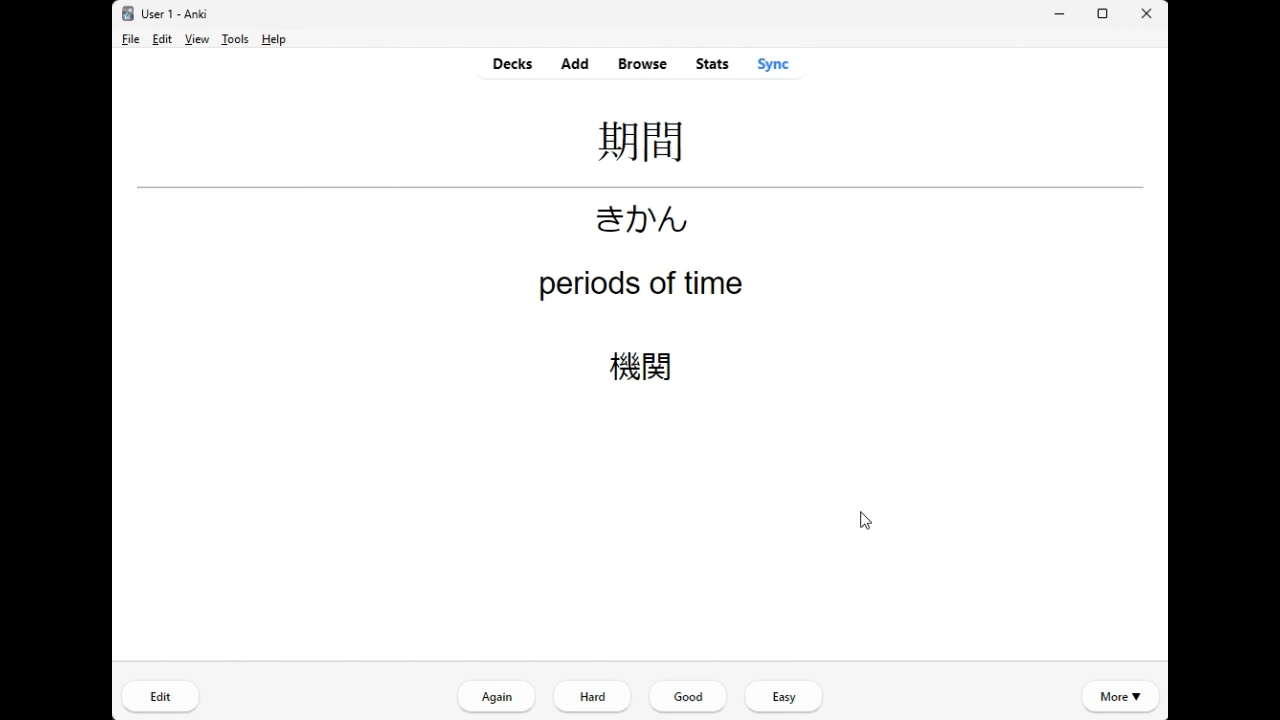 User 1 - Anki
File Edit View Tools Help
Decks Add Browse Stats Sync
期間
きかん
periods of time
機関
Edit Again Hard Good Easy More ▼